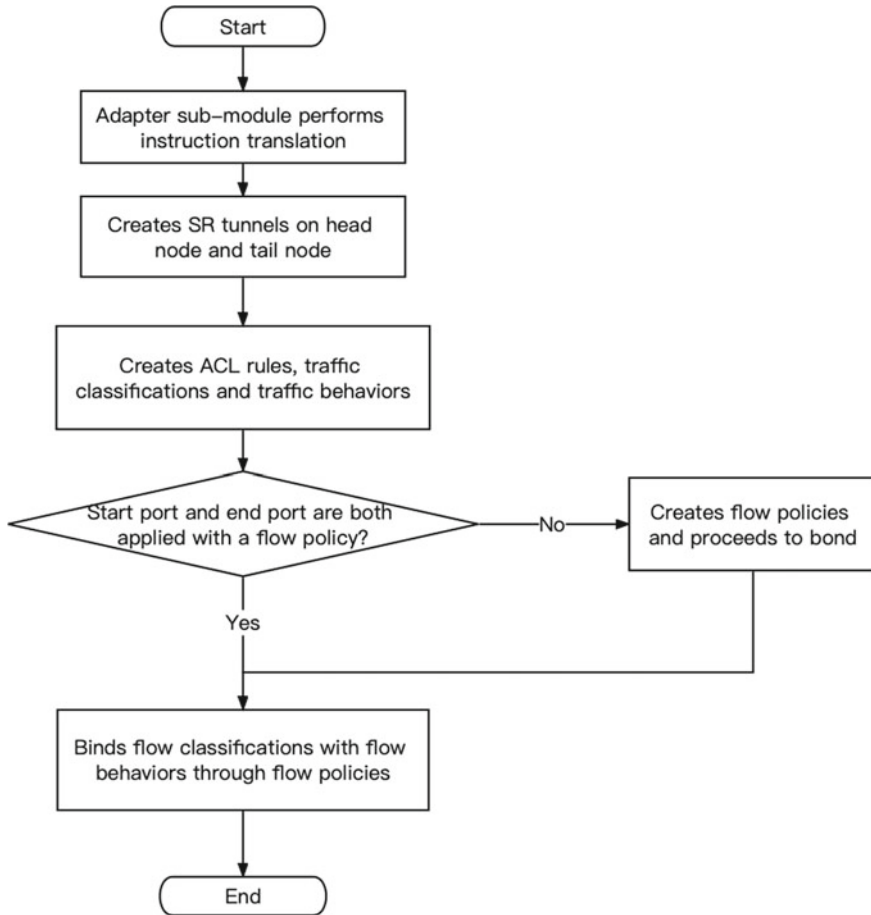 Start
Adapter sub-module performs
instruction translation
Creates SR tunnels on head
node and tail node
Creates ACL rules, traffic
classifications and traffic behaviors
Start port and end port are both
applied with a flow policy?
No
Creates flow policies
and proceeds to bond
Yes
Binds flow classifications with flow
behaviors through flow policies
End